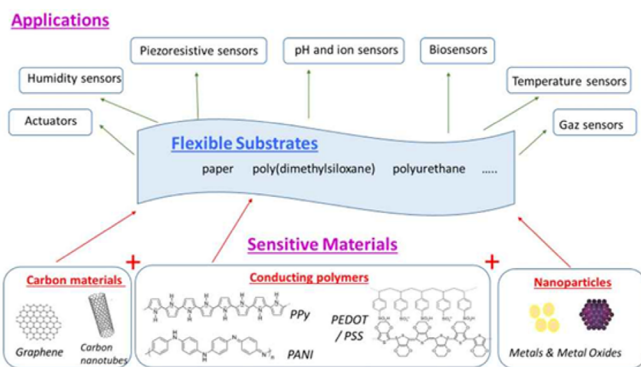 Applications
Piezoresistive sensors
pH and ion sensors
Biosensors
Humidity sensors
Temperature sensors
Actuators
Gaz sensors
Flexible Substrates
paper poly(dimethylsiloxane) polyurethane .....
Sensitive Materials
+ +
Carbon materials
Conducting polymers
Nanoparticles
Graphene
Carbon
nanotubes
PPy
PANI
PEDOT
/ PSS
Metals & Metal Oxides